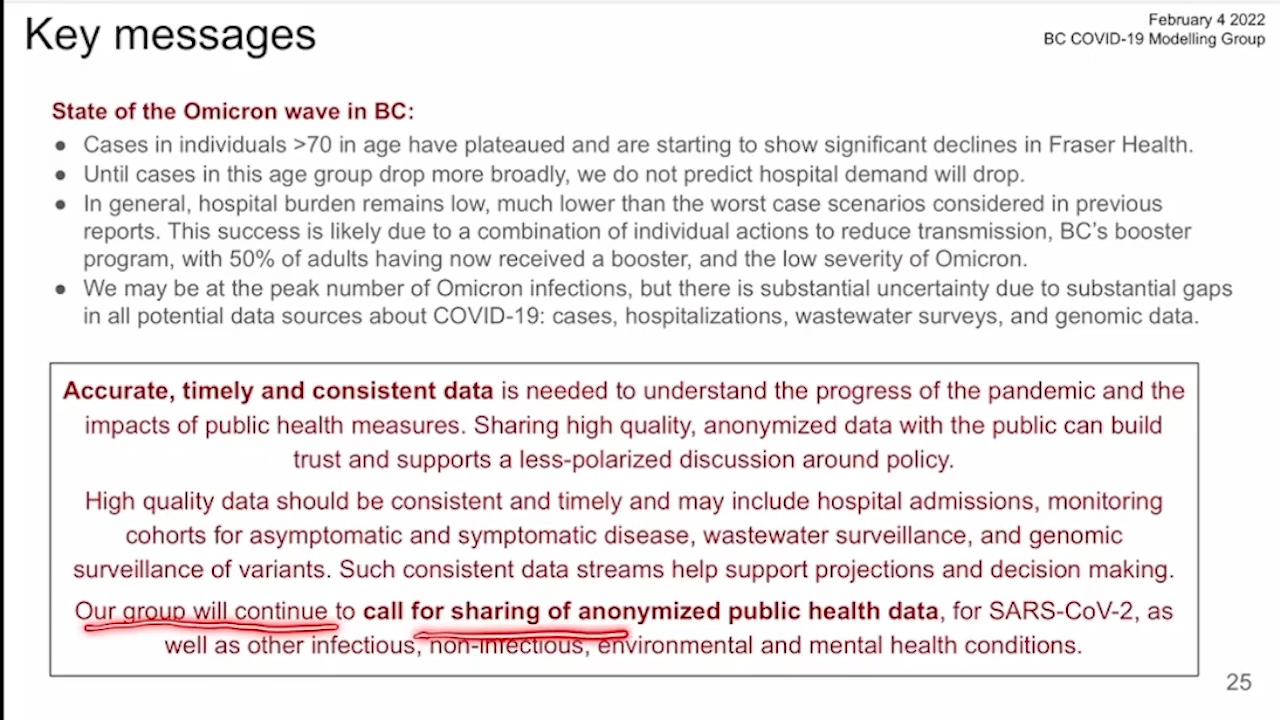 Key messages
February 4 2022
BC COVID-19 Modelling Group
State of the Omicron wave in BC:
● Cases in individuals >70 in age have plateaued and are starting to show significant declines in Fraser Health.
● Until cases in this age group drop more broadly, we do not predict hospital demand will drop.
● In general, hospital burden remains low, much lower than the worst case scenarios considered in previous
reports. This success is likely due to a combination of individual actions to reduce transmission, BC's booster
program, with 50% of adults having now received a booster, and the low severity of Omicron.
● We may be at the peak number of Omicron infections, but there is substantial uncertainty due to substantial gaps
in all potential data sources about COVID-19: cases, hospitalizations, wastewater surveys, and genomic data.
Accurate, timely and consistent data is needed to understand the progress of the pandemic and the
impacts of public health measures. Sharing high quality, anonymized data with the public can build
trust and supports a less-polarized discussion around policy.
High quality data should be consistent and timely and may include hospital admissions, monitoring
cohorts for asymptomatic and symptomatic disease, wastewater surveillance, and genomic
surveillance of variants. Such consistent data streams help support projections and decision making.
Our group will continue to call for sharing of anonymized public health data, for SARS-CoV-2, as
well as other infectious, non-infectious, environmental and mental health conditions.
25